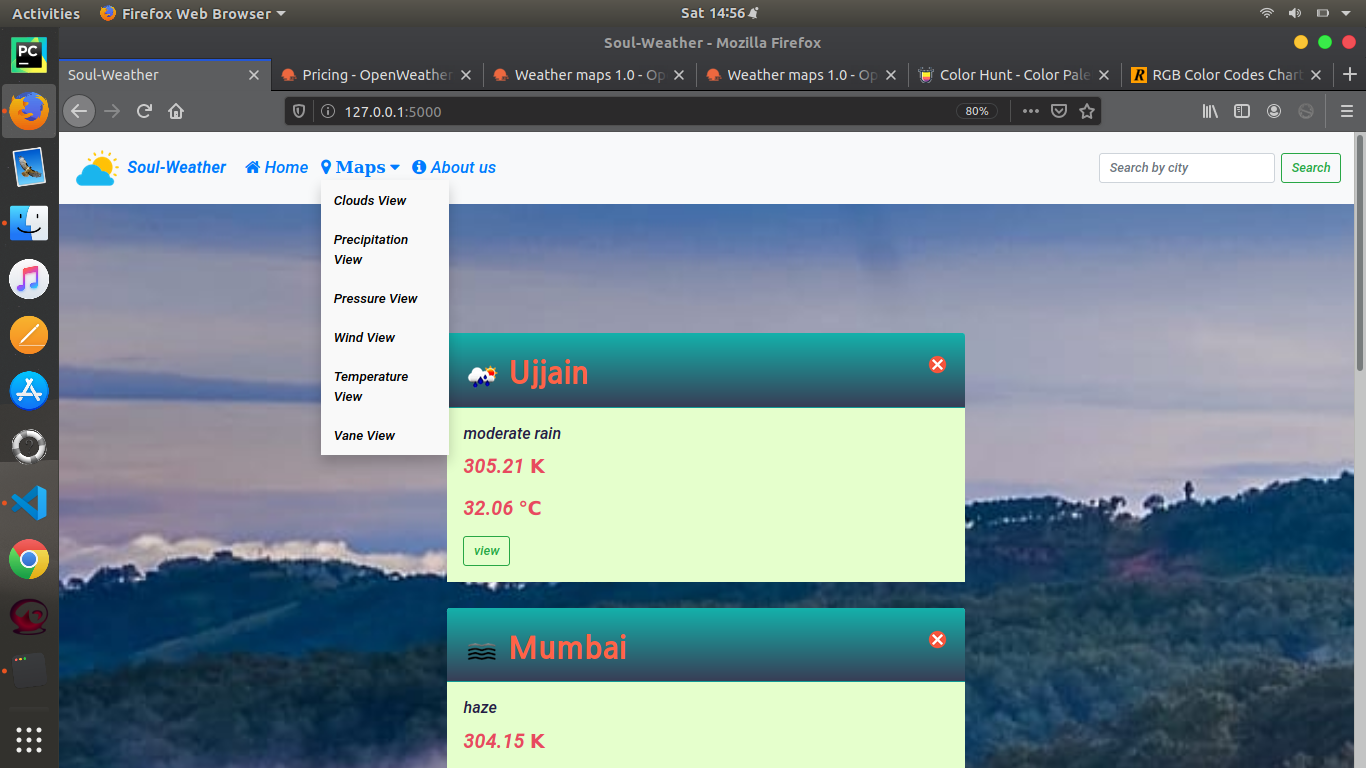 Activities Firefox Web Browser Sat 14:56
Soul-Weather - Mozilla Firefox
PC
Soul-Weather Pricing - OpenWeather Weather maps 1.0 - Op Weather maps 1.0 - Op Color Hunt - Color Pale R RGB Color Codes Chart
127.0.0.1:5000 80%
Soul-Weather Home Maps About us Search by city Search
Clouds View
Precipitation
View
Pressure View
Wind View
Temperature
View
Vane View
Ujjain
moderate rain
305.21 K
32.06 °C
view
Mumbai
haze
304.15 K